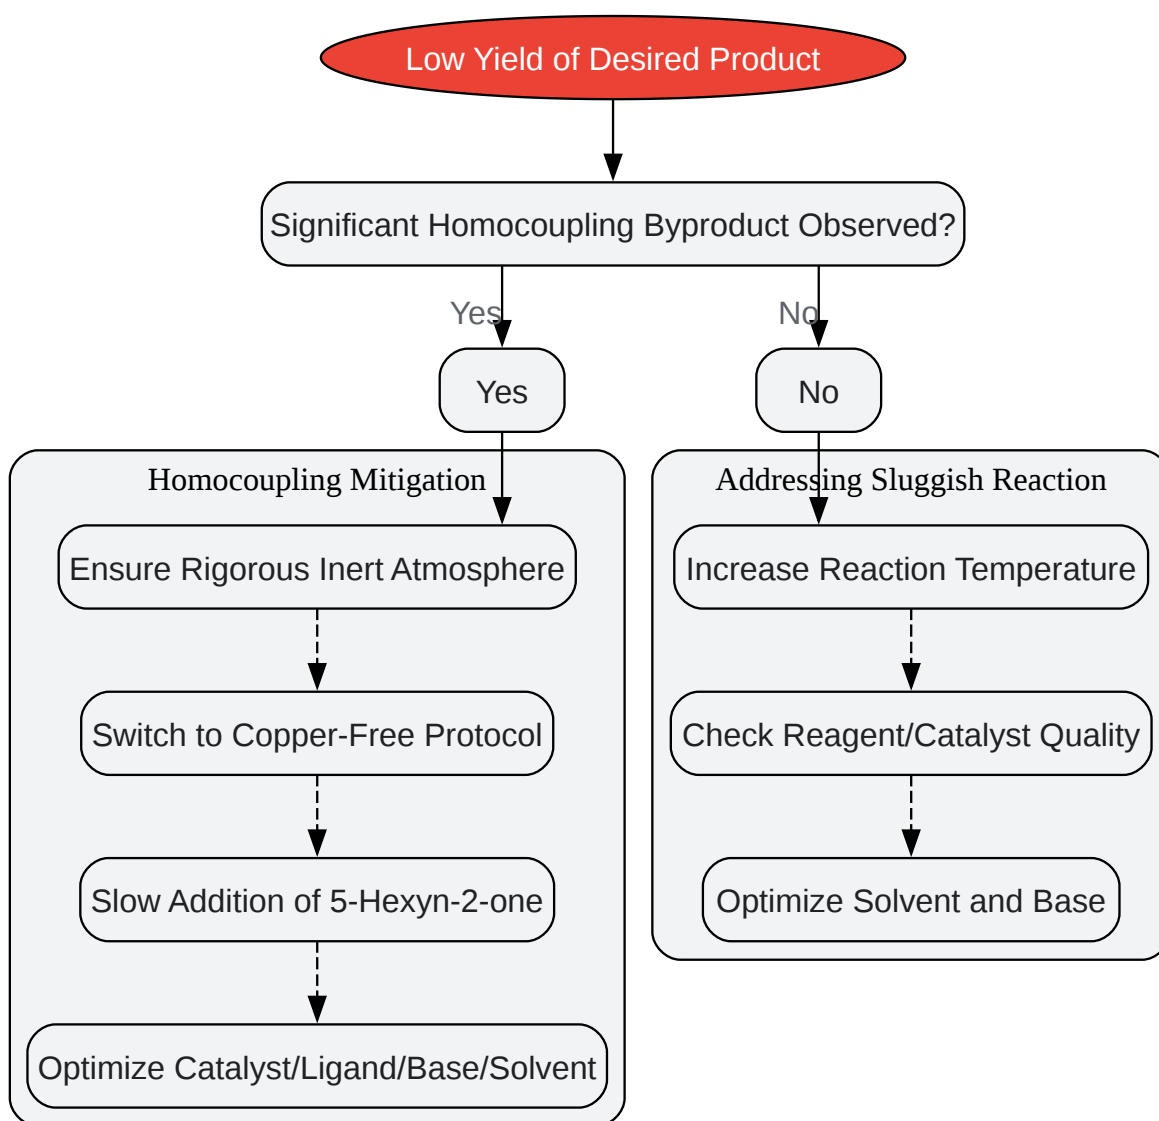 Low Yield of Desired Product
Significant Homocoupling Byproduct Observed?
Yes
No
Yes
No
Homocoupling Mitigation
Ensure Rigorous Inert Atmosphere
Switch to Copper-Free Protocol
Slow Addition of 5-Hexyn-2-one
Optimize Catalyst/Ligand/Base/Solvent
Addressing Sluggish Reaction
Increase Reaction Temperature
Check Reagent/Catalyst Quality
Optimize Solvent and Base